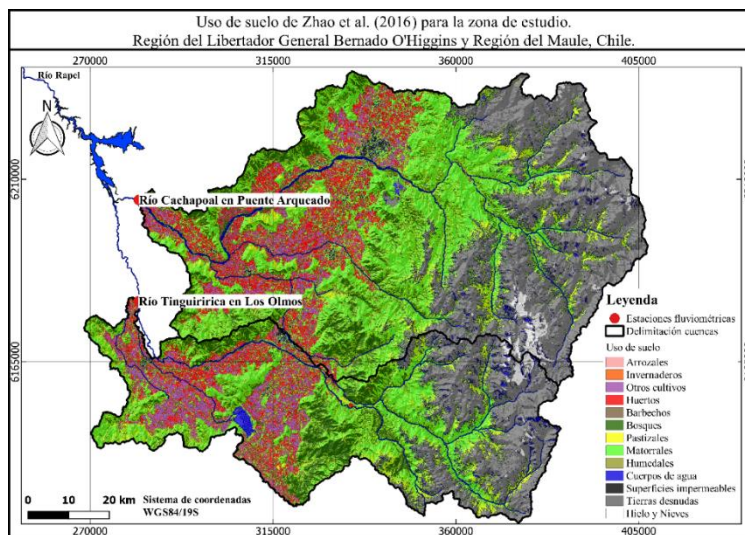 Uso de suelo de Zhao et al. (2016) para la zona de estudio.
Región del Libertador General Bernado O'Higgins y Región del Maule, Chile.
270000 315000 360000 405000
Río Rapel
N
6210000
Río Cachapoal en Puente Arqueado
Río Tinguiririca en Los Olmos
6165000
Leyenda
Estaciones fluviométricas
Delimitación cuencas
Uso de suelo
Arrozales
Invernaderos
Otros cultivos
Huertos
Barbechos
Bosques
Pastizales
Matorrales
Humedales
Cuerpos de agua
Superficies impermeables
Tierras desnudas
Hielo y Nieves
0 10 20 km
Sistema de coordenadas
WGS84/19S
270000 315000 360000 405000